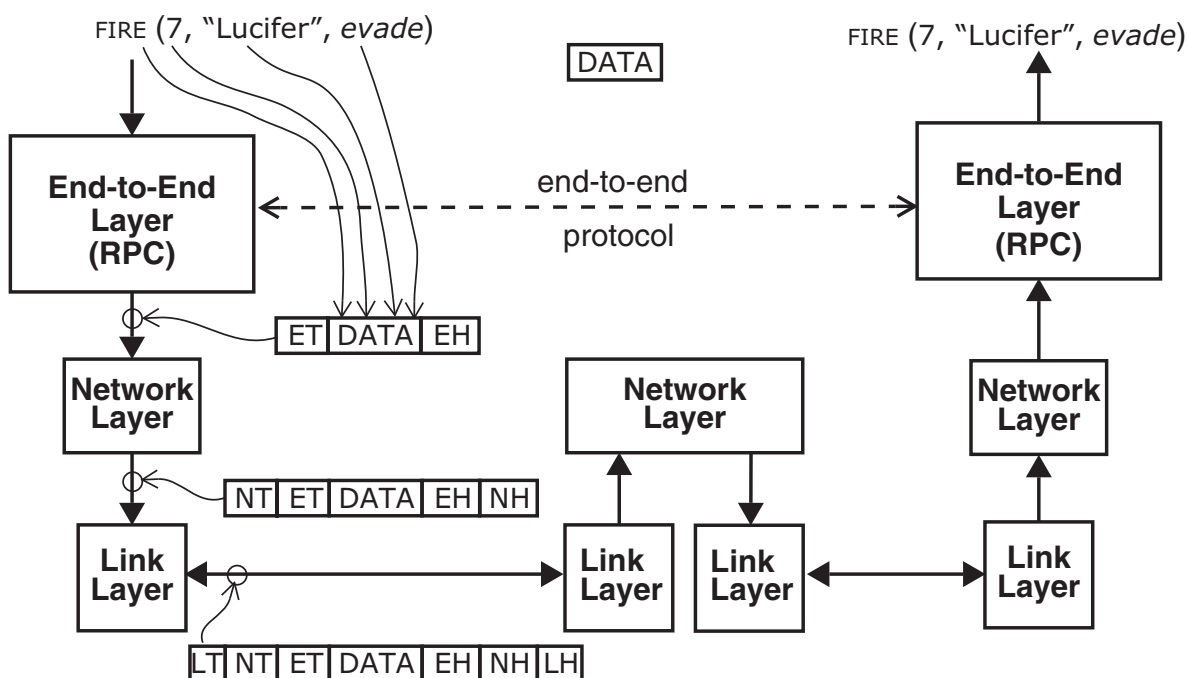 FIRE (7, “Lucifer”, evade)
FIRE (7, “Lucifer”, evade)
DATA
End-to-End
Layer
(RPC)
end-to-end
protocol
End-to-End
Layer
(RPC)
ET DATA EH
Network
Layer
Network
Layer
Network
Layer
NT ET DATA EH NH
Link
Layer
Link
Layer
Link
Layer
Link
Layer
LT NT ET DATA EH NH LH